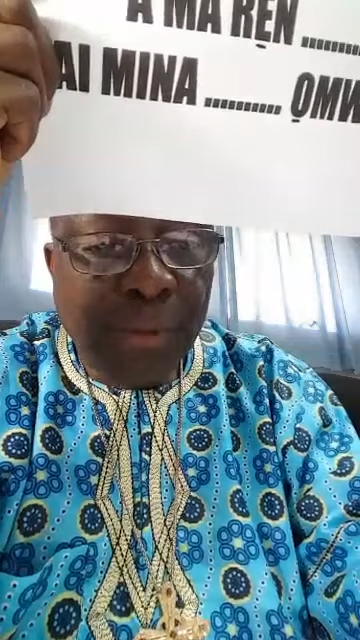 A MA RẸN ..........
AI MINA .......... ỌMW